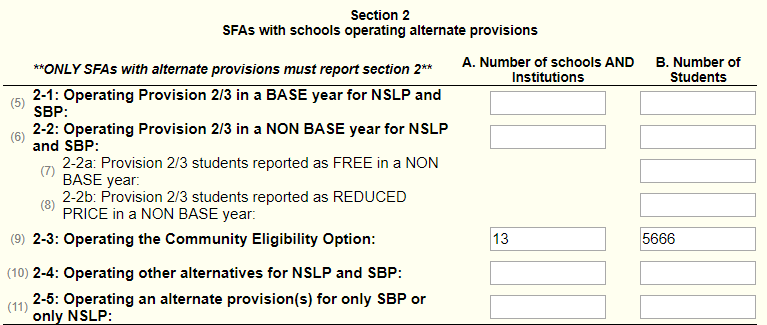 Section 2
SFAs with schools operating alternate provisions
**ONLY SFAs with alternate provisions must report section 2**
A. Number of schools AND
Institutions
B. Number of
Students
(5) 2-1: Operating Provision 2/3 in a BASE year for NSLP and
SBP:
(6) 2-2: Operating Provision 2/3 in a NON BASE year for NSLP
and SBP:
(7) 2-2a: Provision 2/3 students reported as FREE in a NON
BASE year:
(8) 2-2b: Provision 2/3 students reported as REDUCED
PRICE in a NON BASE year:
(9) 2-3: Operating the Community Eligibility Option: 13 5666
(10) 2-4: Operating other alternatives for NSLP and SBP:
(11) 2-5: Operating an alternate provision(s) for only SBP or
only NSLP: